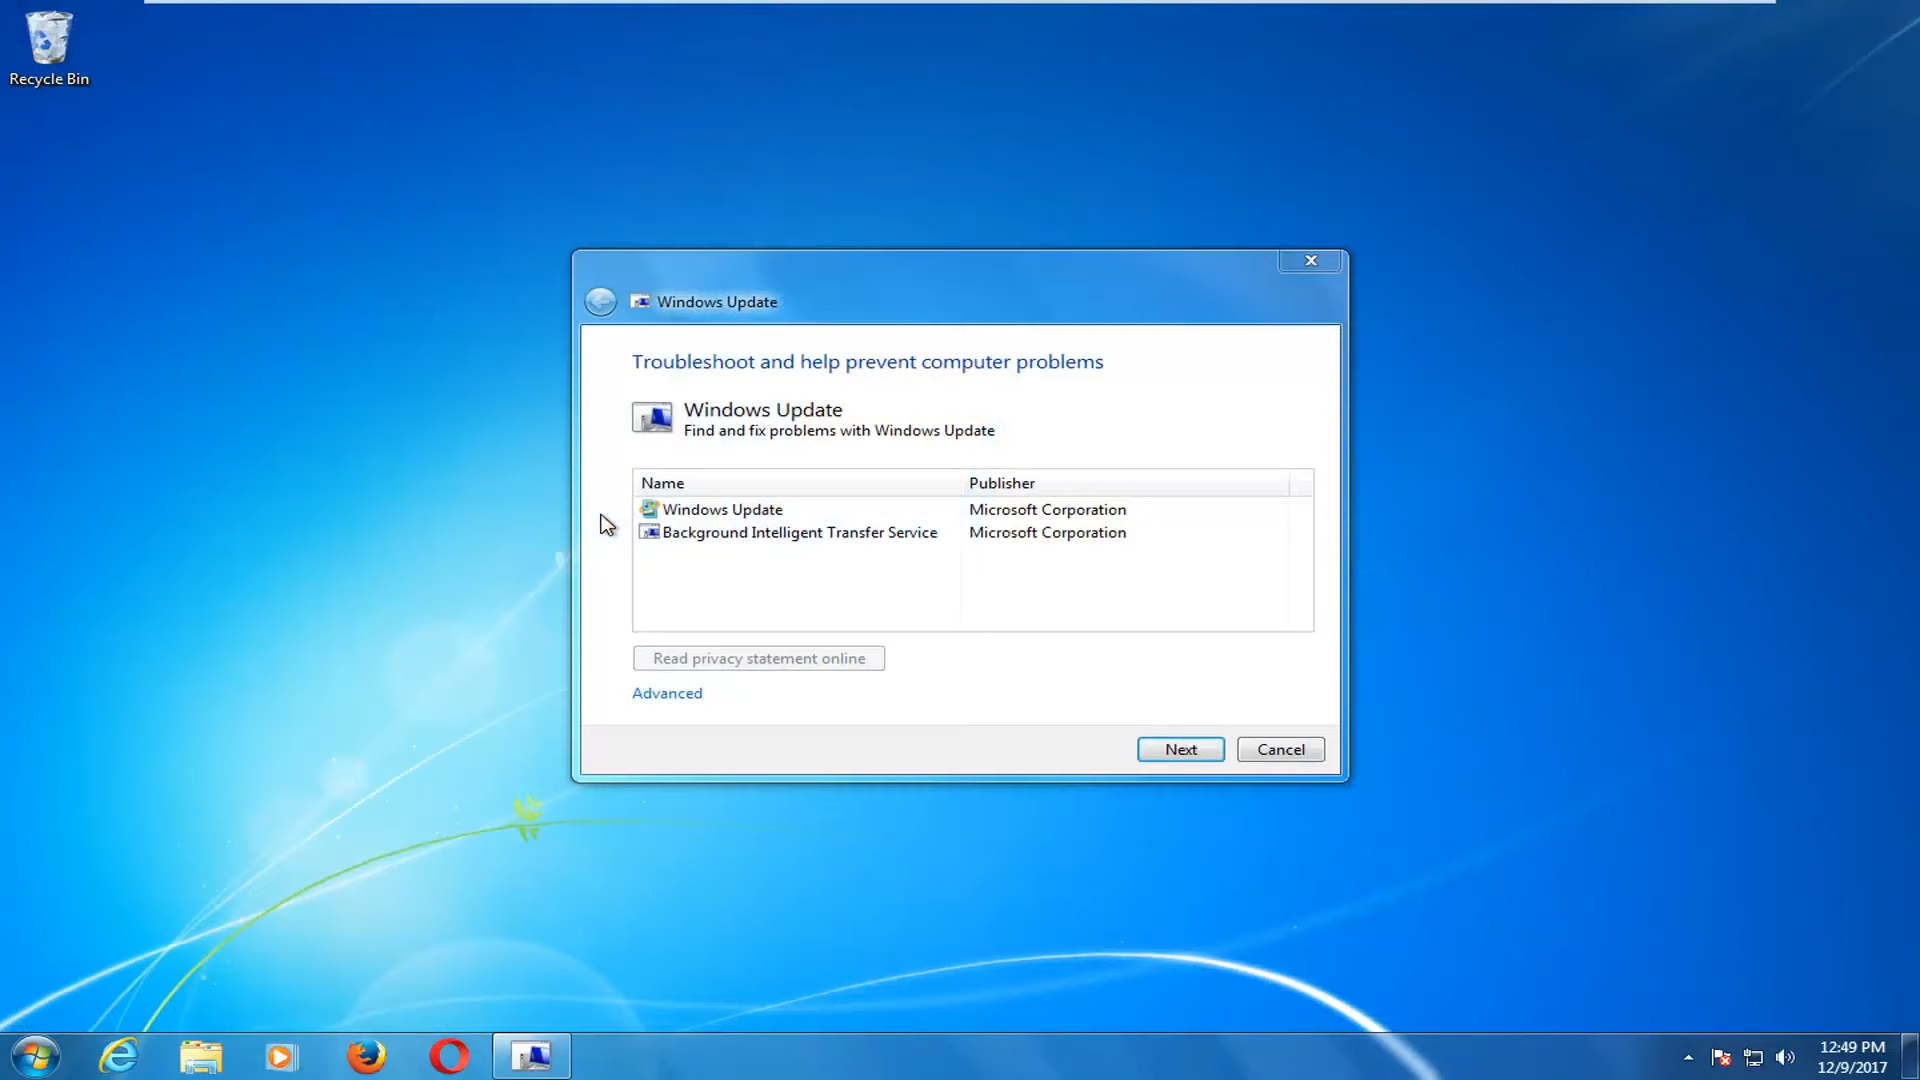 Recycle Bin
Windows Update
Troubleshoot and help prevent computer problems
Windows Update
Find and fix problems with Windows Update
Name Publisher
Windows Update Microsoft Corporation
Background Intelligent Transfer Service Microsoft Corporation
Read privacy statement online
Advanced
Next Cancel
12:49 PM
12/9/2017